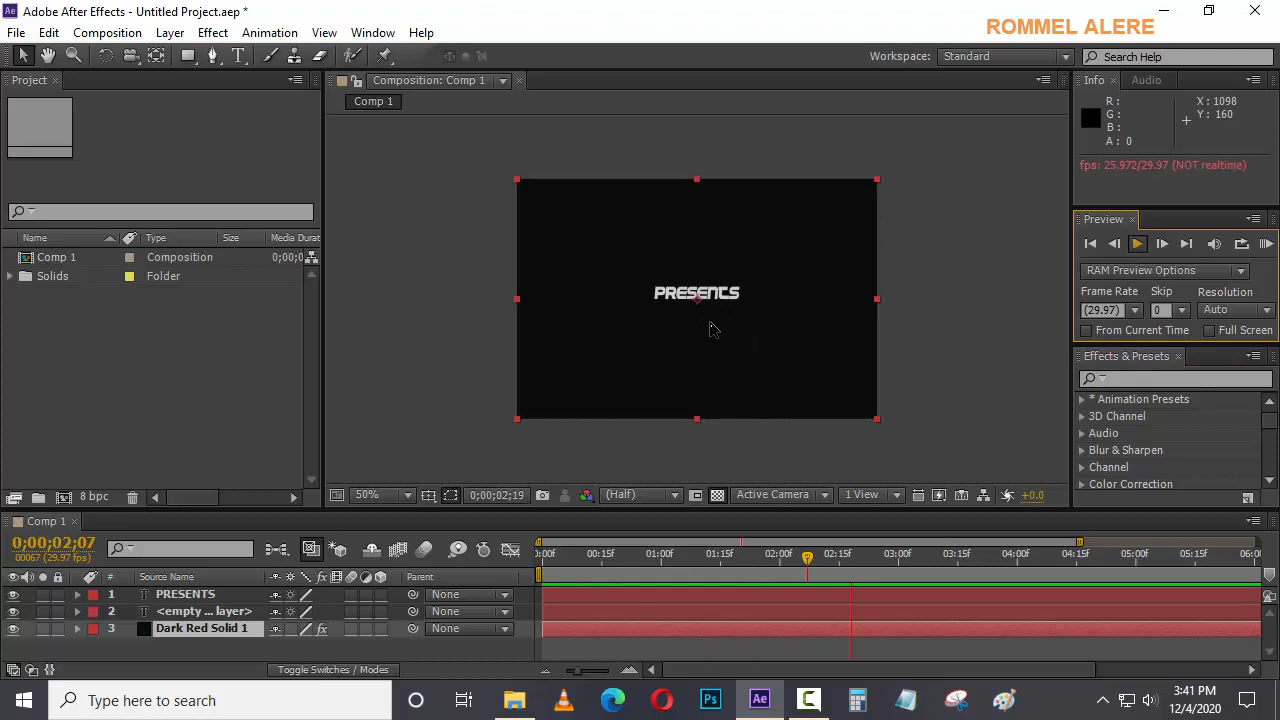 Adobe After Effects - Untitled Project.aep *
ROMMEL ALERE
File Edit Composition Layer Effect Animation View Window Help
Workspace: Standard
Search Help
Project
Composition: Comp 1
Info
Audio
Comp 1
R :
G :
B :
A : 0
X : 1098
Y : 160
fps: 25.972/29.97 (NOT realtime)
Preview
Name Type Size Media Durat
Comp 1 Composition 0;00;0
Solids Folder
PRESENTS
RAM Preview Options
Frame Rate Skip Resolution
(29.97) 0 Auto
From Current Time Full Screen
Effects & Presets
* Animation Presets
3D Channel
Audio
Blur & Sharpen
Channel
Color Correction
8 bpc
50%
0;00;02;19
(Half)
Active Camera
1 View
+0.0
Comp 1
0;00;02;07
00067 (29.97 fps)
0:00f 00:15f 01:00f 01:15f 02:00f 02:15f 03:00f 03:15f 04:00f 04:15f 05:00f 05:15f 06:0
# Source Name Parent
1 T PRESENTS None
2 T <empty ... layer> None
3 Dark Red Solid 1 None
Toggle Switches / Modes
Type here to search
3:41 PM
12/4/2020